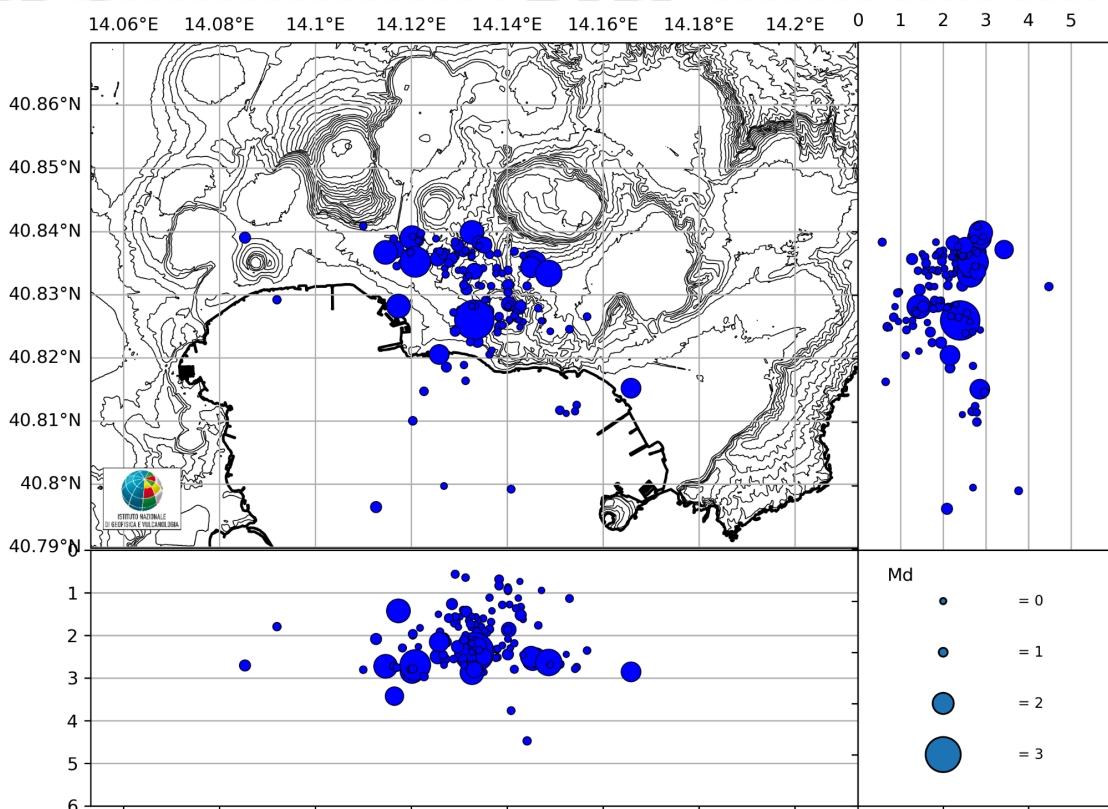 14.06°E 14.08°E 14.1°E 14.12°E 14.14°E 14.16°E 14.18°E 14.2°E 0 1 2 3 4 5
40.86°N
40.85°N
40.84°N
40.83°N
40.82°N
40.81°N
40.8°N
40.79°N
ISTITUTO NAZIONALE
DI GEOFISICA E VULCANOLOGIA
0
1
2
3
4
5
6
Md
= 0
= 1
= 2
= 3